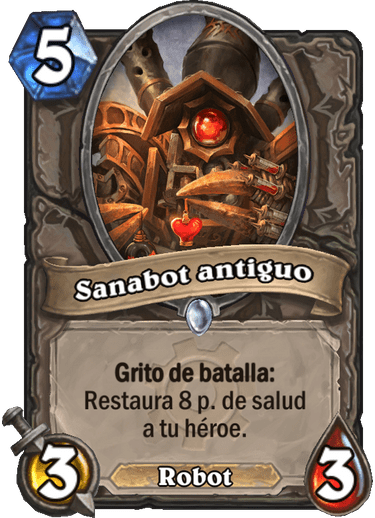 5
Sanabot antiguo
Grito de batalla:
Restaura 8 p. de salud
a tu héroe.
3
Robot
3